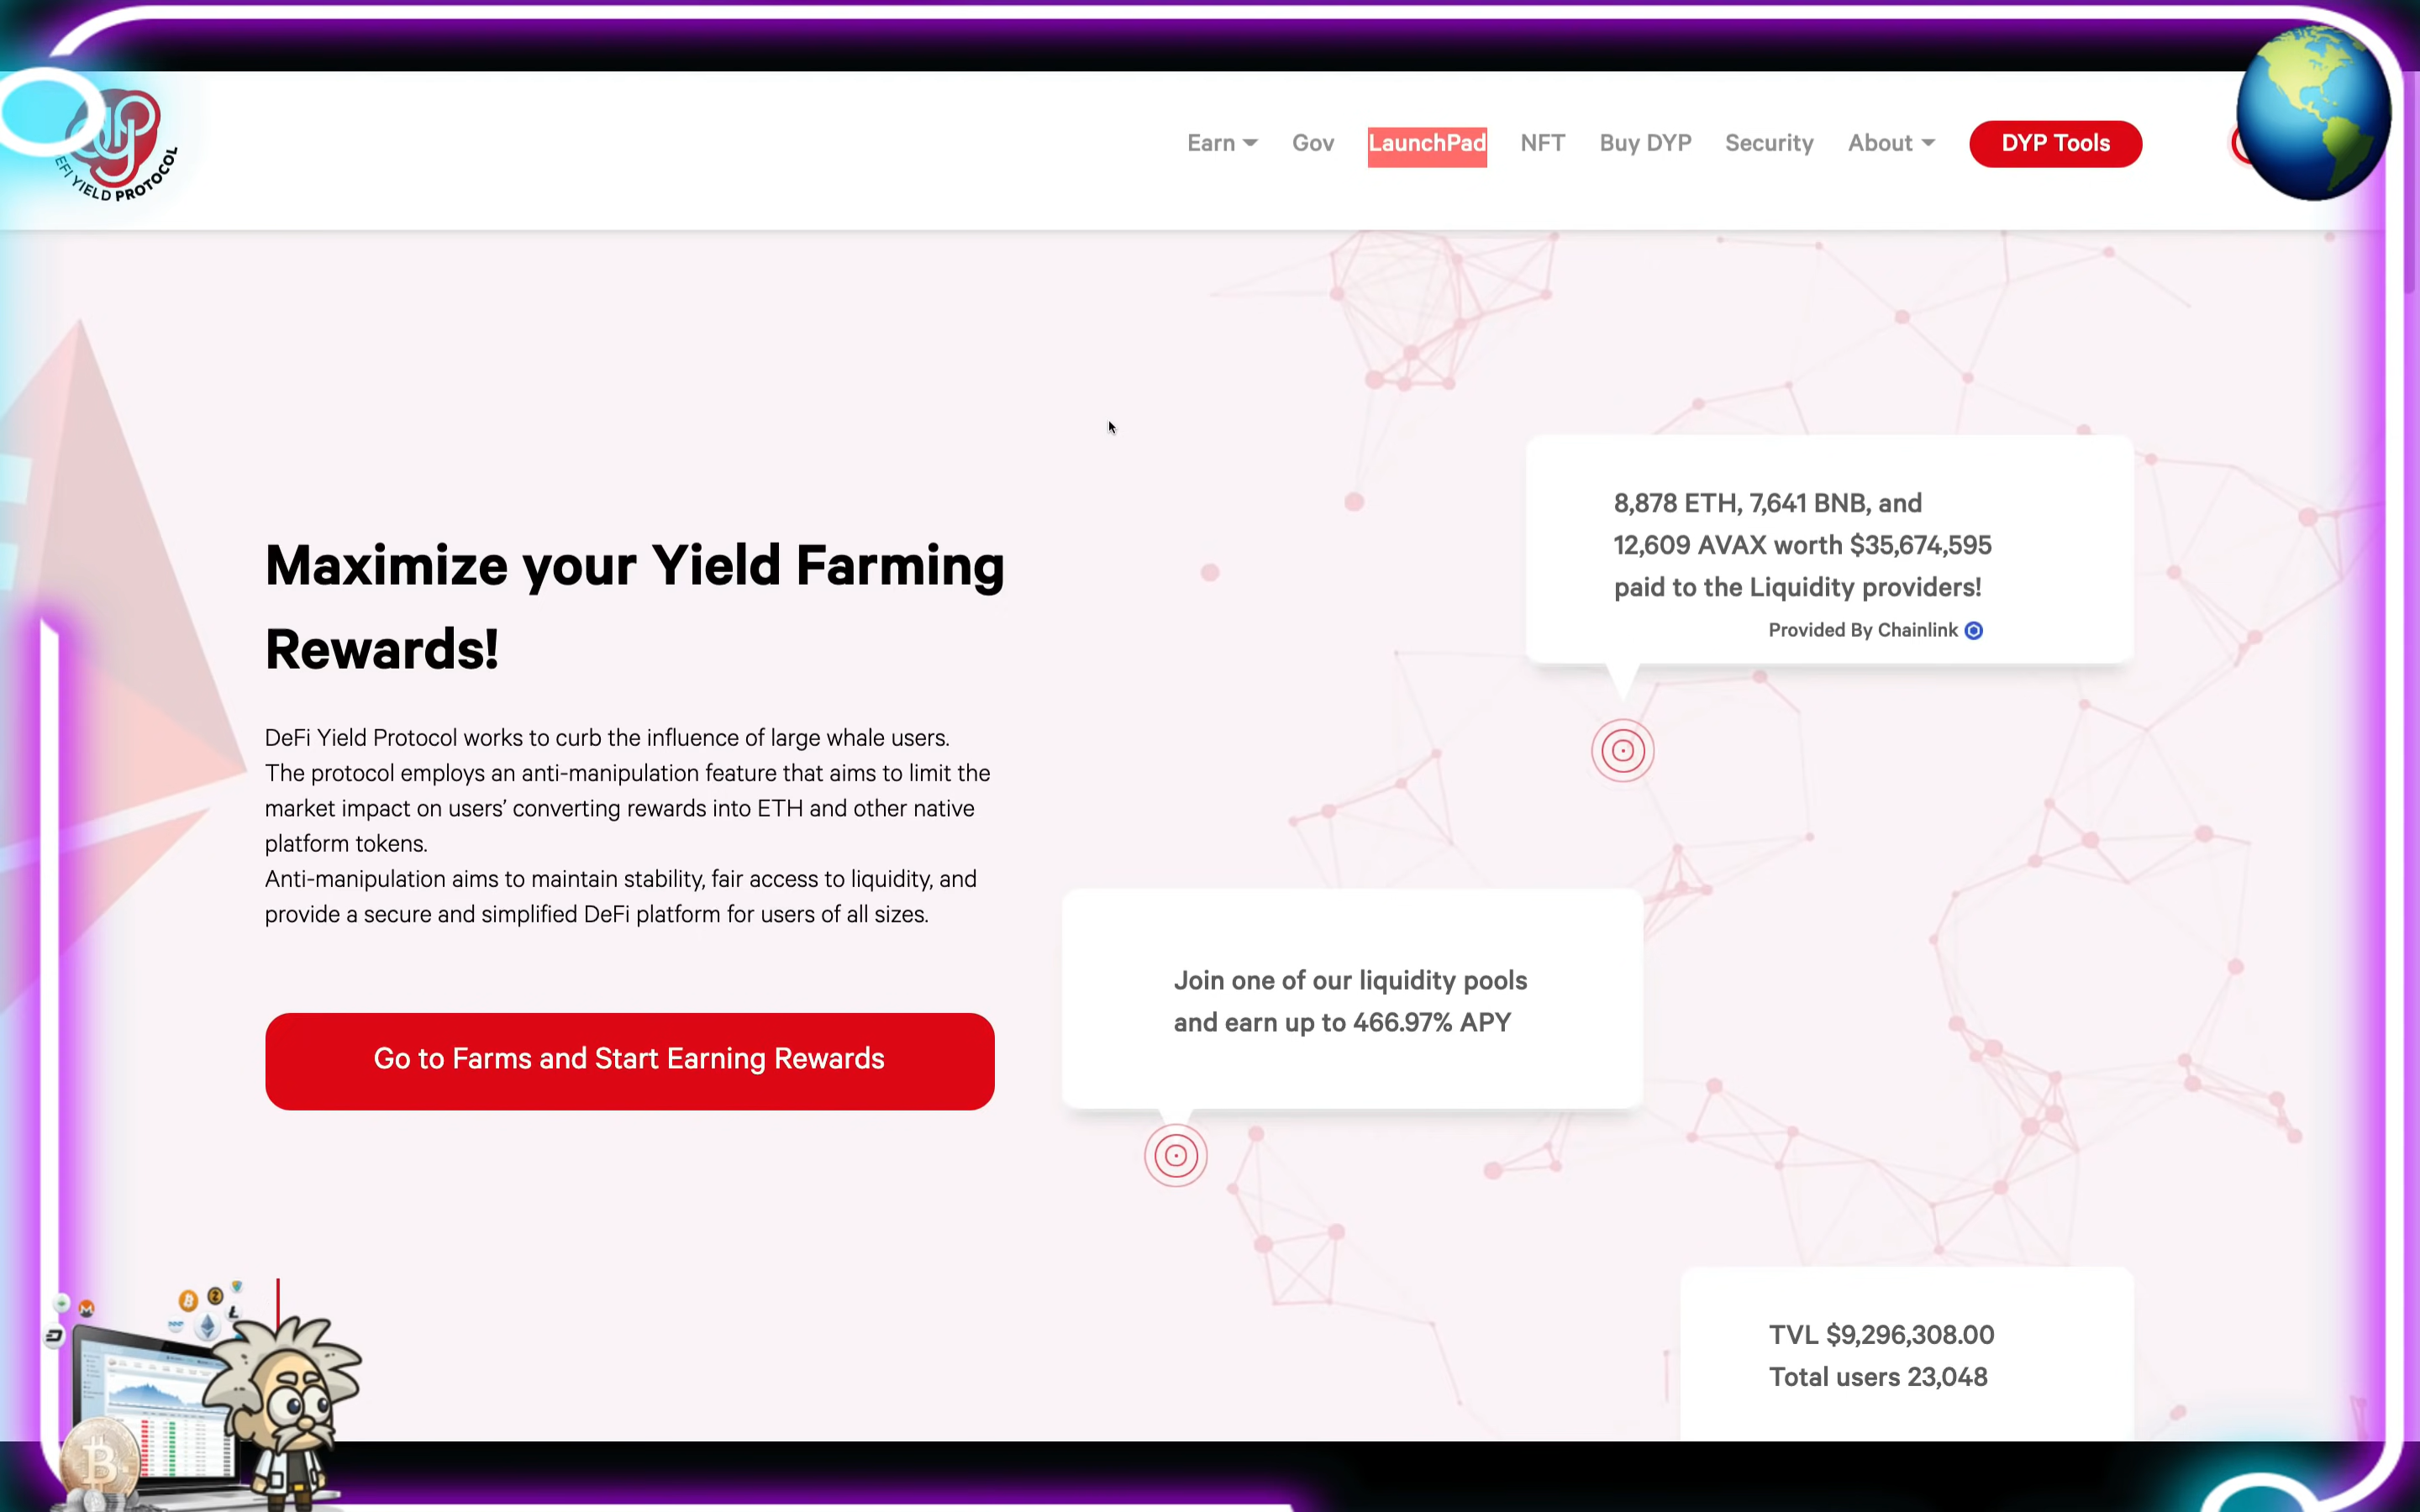 EFI YIELD PROTOCOL
Earn
Gov
LaunchPad
NFT
Buy DYP
Security
About
DYP Tools
Maximize your Yield Farming
Rewards!
DeFi Yield Protocol works to curb the influence of large whale users.
The protocol employs an anti-manipulation feature that aims to limit the
market impact on users’ converting rewards into ETH and other native
platform tokens.
Anti-manipulation aims to maintain stability, fair access to liquidity, and
provide a secure and simplified DeFi platform for users of all sizes.
Go to Farms and Start Earning Rewards
8,878 ETH, 7,641 BNB, and
12,609 AVAX worth $35,674,595
paid to the Liquidity providers!
Provided By Chainlink
Join one of our liquidity pools
and earn up to 466.97% APY
TVL $9,296,308.00
Total users 23,048